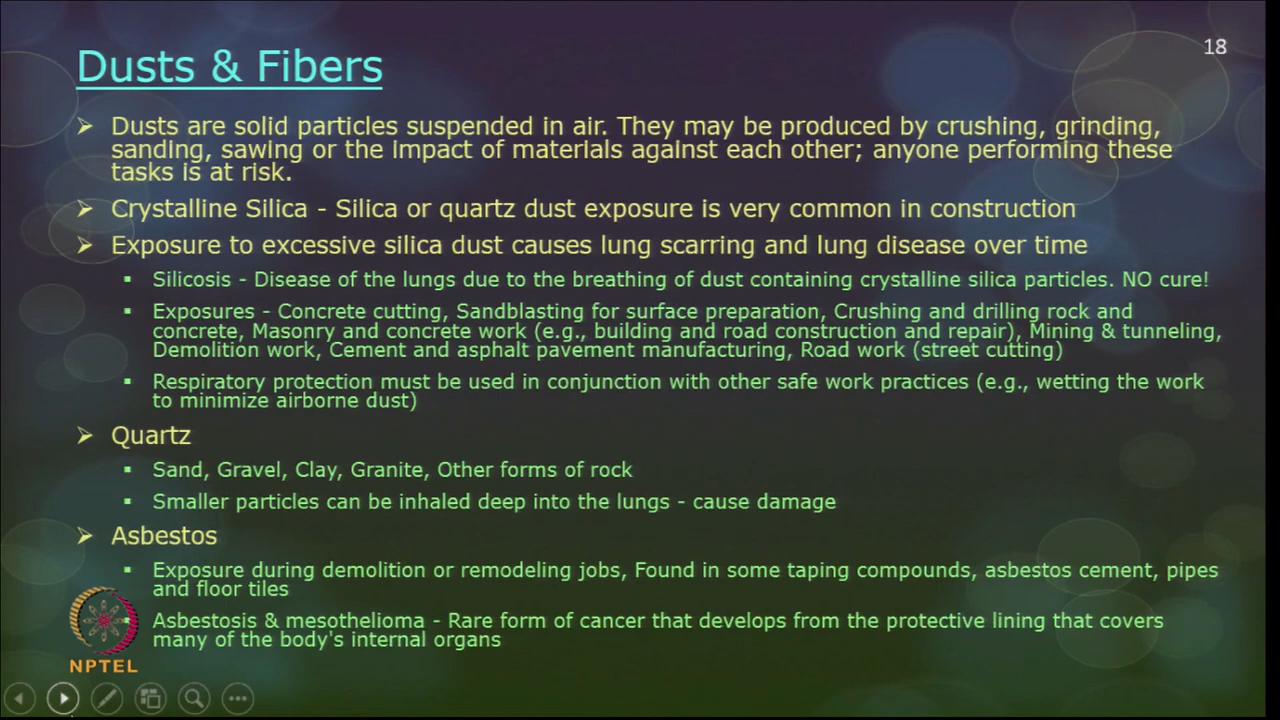 18
Dusts & Fibers
➢ Dusts are solid particles suspended in air. They may be produced by crushing, grinding,
sanding, sawing or the impact of materials against each other; anyone performing these
tasks is at risk.
➢ Crystalline Silica - Silica or quartz dust exposure is very common in construction
➢ Exposure to excessive silica dust causes lung scarring and lung disease over time
▪ Silicosis - Disease of the lungs due to the breathing of dust containing crystalline silica particles. NO cure!
▪ Exposures - Concrete cutting, Sandblasting for surface preparation, Crushing and drilling rock and
concrete, Masonry and concrete work (e.g., building and road construction and repair), Mining & tunneling,
Demolition work, Cement and asphalt pavement manufacturing, Road work (street cutting)
▪ Respiratory protection must be used in conjunction with other safe work practices (e.g., wetting the work
to minimize airborne dust)
➢ Quartz
▪ Sand, Gravel, Clay, Granite, Other forms of rock
▪ Smaller particles can be inhaled deep into the lungs - cause damage
➢ Asbestos
▪ Exposure during demolition or remodeling jobs, Found in some taping compounds, asbestos cement, pipes
and floor tiles
▪ Asbestosis & mesothelioma - Rare form of cancer that develops from the protective lining that covers
many of the body's internal organs
NPTEL